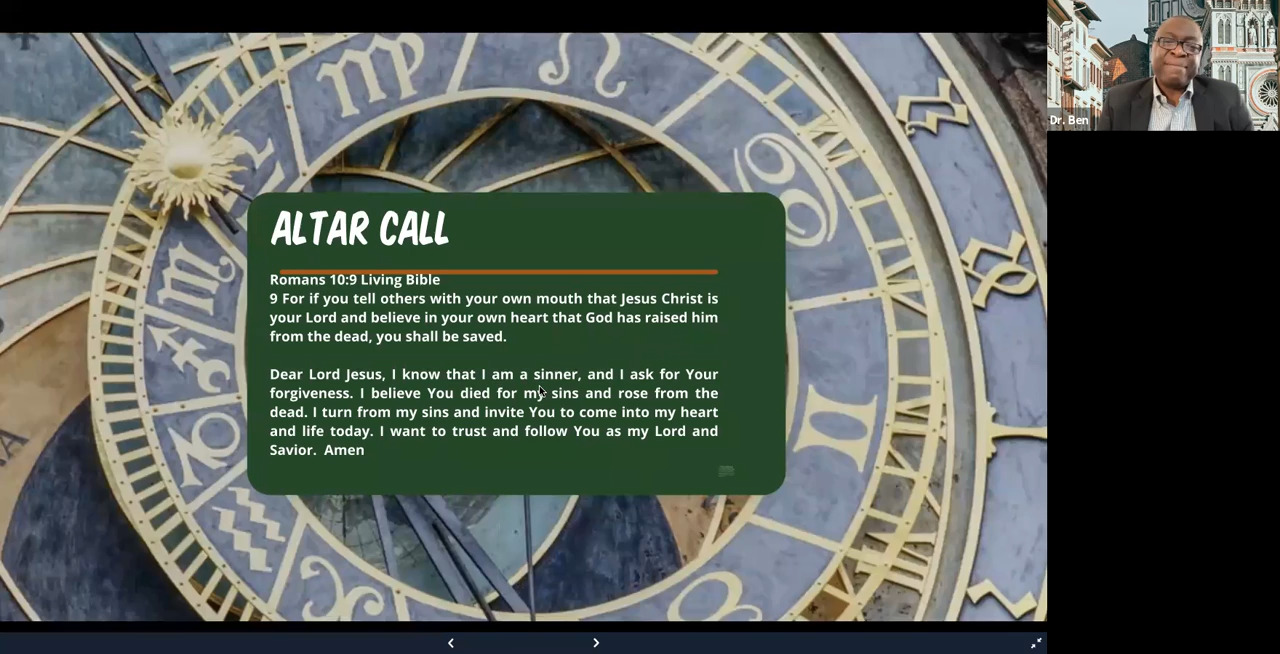 ALTAR CALL
Romans 10:9 Living Bible
9 For if you tell others with your own mouth that Jesus Christ is
your Lord and believe in your own heart that God has raised him
from the dead, you shall be saved.
Dear Lord Jesus, I know that I am a sinner, and I ask for Your
forgiveness. I believe You died for my sins and rose from the
dead. I turn from my sins and invite You to come into my heart
and life today. I want to trust and follow You as my Lord and
Savior. Amen
Dr. Ben